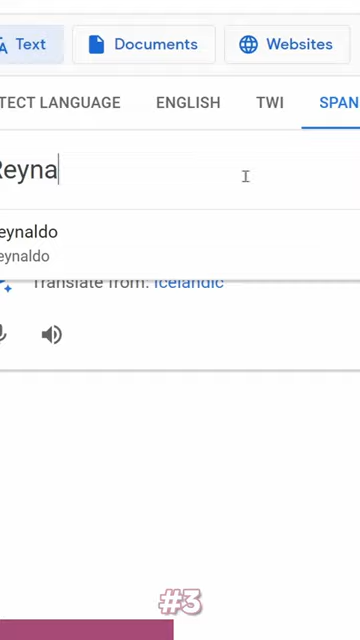 Text Documents Websites
TECT LANGUAGE ENGLISH TWI SPAN
Reyna
eynaldo
eynaldo
Translate from: Icelandic
#3